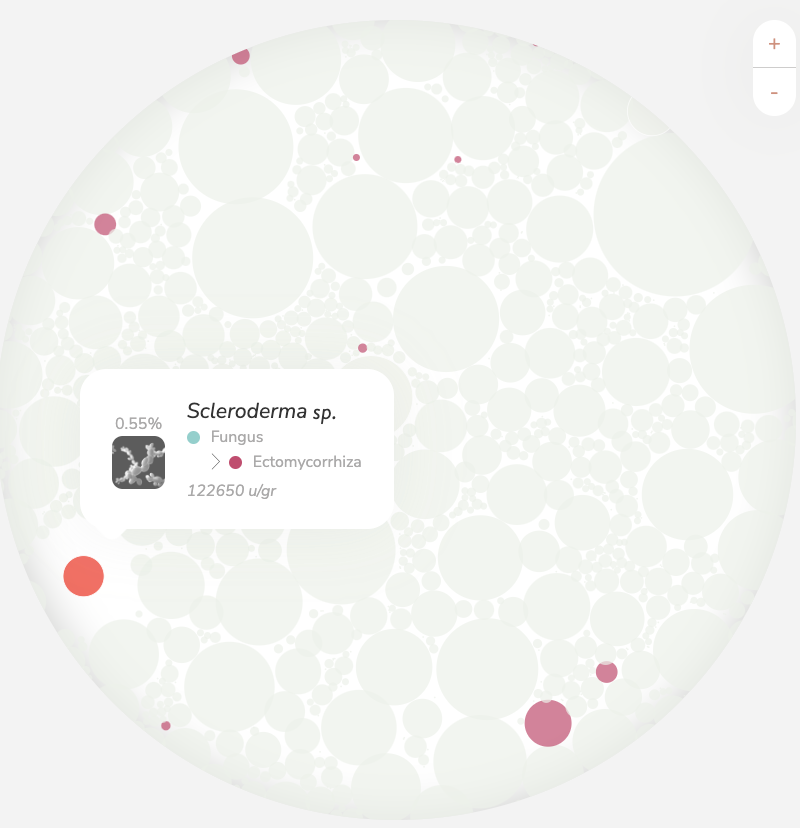 +
-
0.55%
Scleroderma sp.
Fungus
Ectomycorrhiza
122650 u/gr